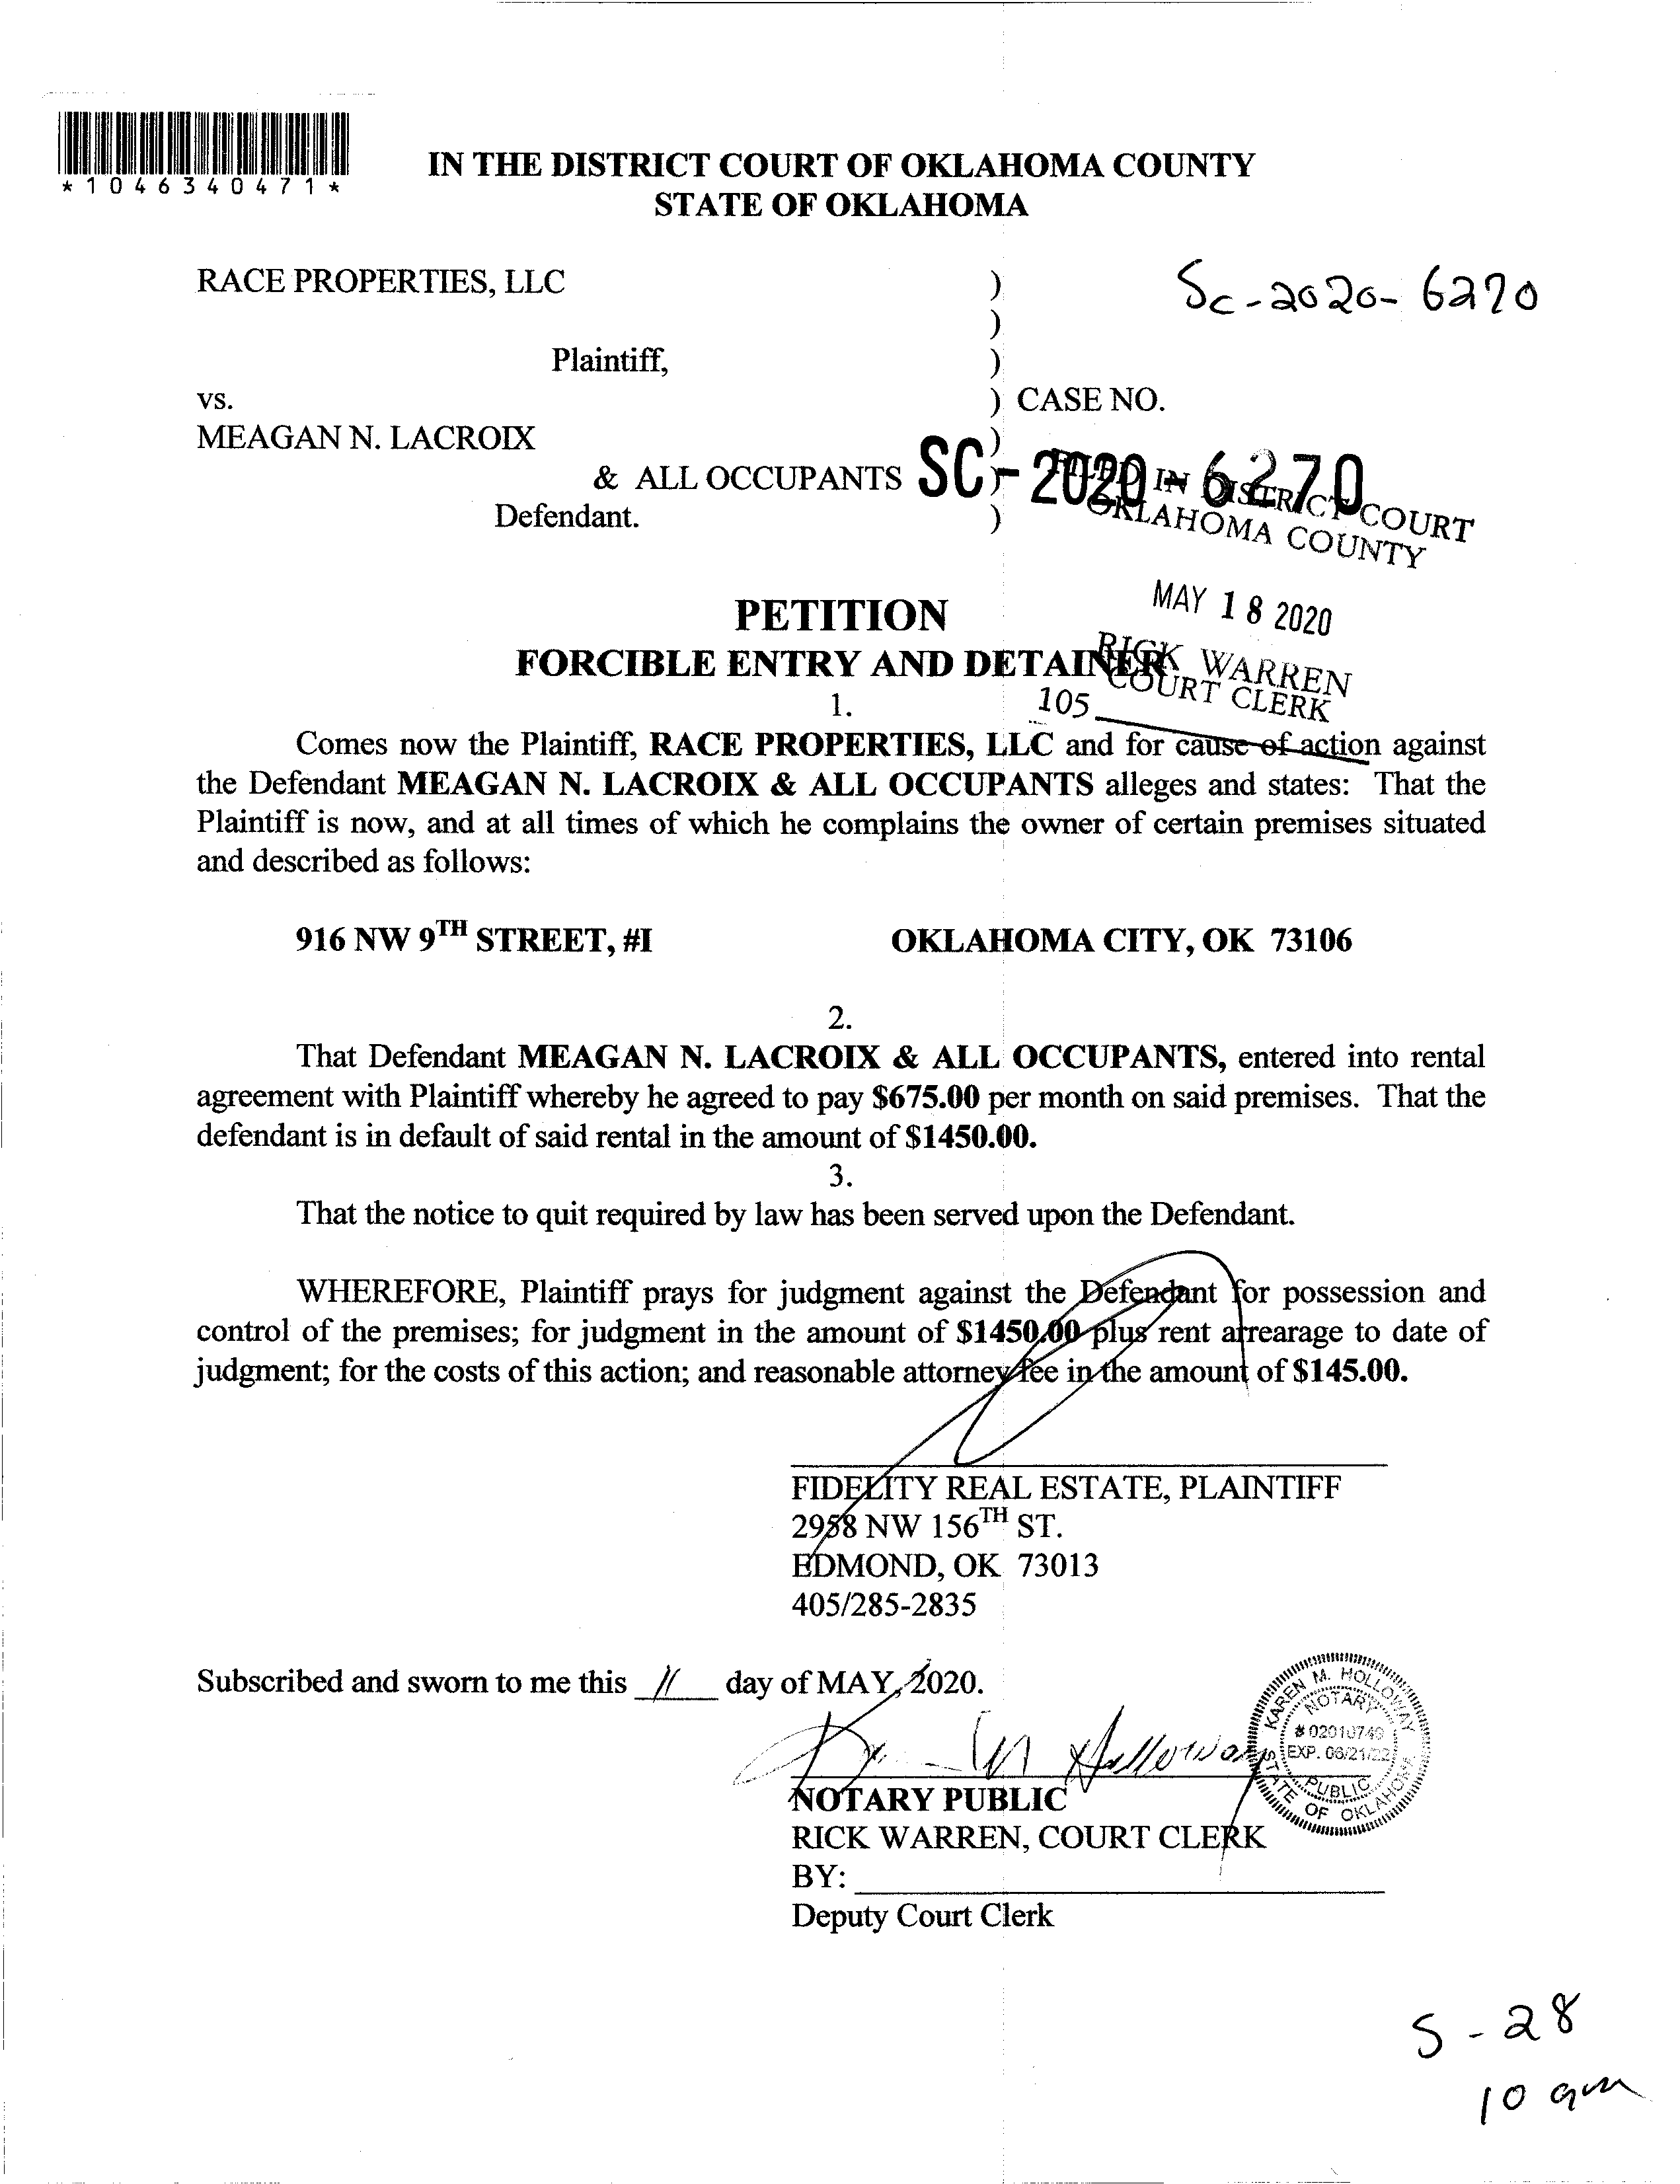 *1046340471*
IN THE DISTRICT COURT OF OKLAHOMA COUNTY
STATE OF OKLAHOMA
RACE PROPERTIES, LLC )
Sc-2020-6270
)
Plaintiff, )
vs. ) CASE NO.
MEAGAN N. LACROIX )
& ALL OCCUPANTS )
SC-2020-6270
Defendant. )
FILED IN DISTRICT COURT
OKLAHOMA COUNTY
MAY 18 2020
RICK WARREN
COURT CLERK
105
PETITION
FORCIBLE ENTRY AND DETAINER
1.
Comes now the Plaintiff, RACE PROPERTIES, LLC and for cause of action against
the Defendant MEAGAN N. LACROIX & ALL OCCUPANTS alleges and states: That the
Plaintiff is now, and at all times of which he complains the owner of certain premises situated
and described as follows:
916 NW 9TH STREET, #I OKLAHOMA CITY, OK 73106
2.
That Defendant MEAGAN N. LACROIX & ALL OCCUPANTS, entered into rental
agreement with Plaintiff whereby he agreed to pay $675.00 per month on said premises. That the
defendant is in default of said rental in the amount of $1450.00.
3.
That the notice to quit required by law has been served upon the Defendant.
WHEREFORE, Plaintiff prays for judgment against the Defendant for possession and
control of the premises; for judgment in the amount of $1450.00 plus rent arrearage to date of
judgment; for the costs of this action; and reasonable attorney fee in the amount of $145.00.
FIDELITY REAL ESTATE, PLAINTIFF
2958 NW 156TH ST.
EDMOND, OK 73013
405/285-2835
Subscribed and sworn to me this 11 day of MAY, 2020.
Karen M Holloway
KAREN M. HOLLOWAY
NOTARY
# 02010749
EXP. 06/21/22
PUBLIC
STATE OF OKLAHOMA
NOTARY PUBLIC
RICK WARREN, COURT CLERK
BY:
Deputy Court Clerk
5-28
10 am